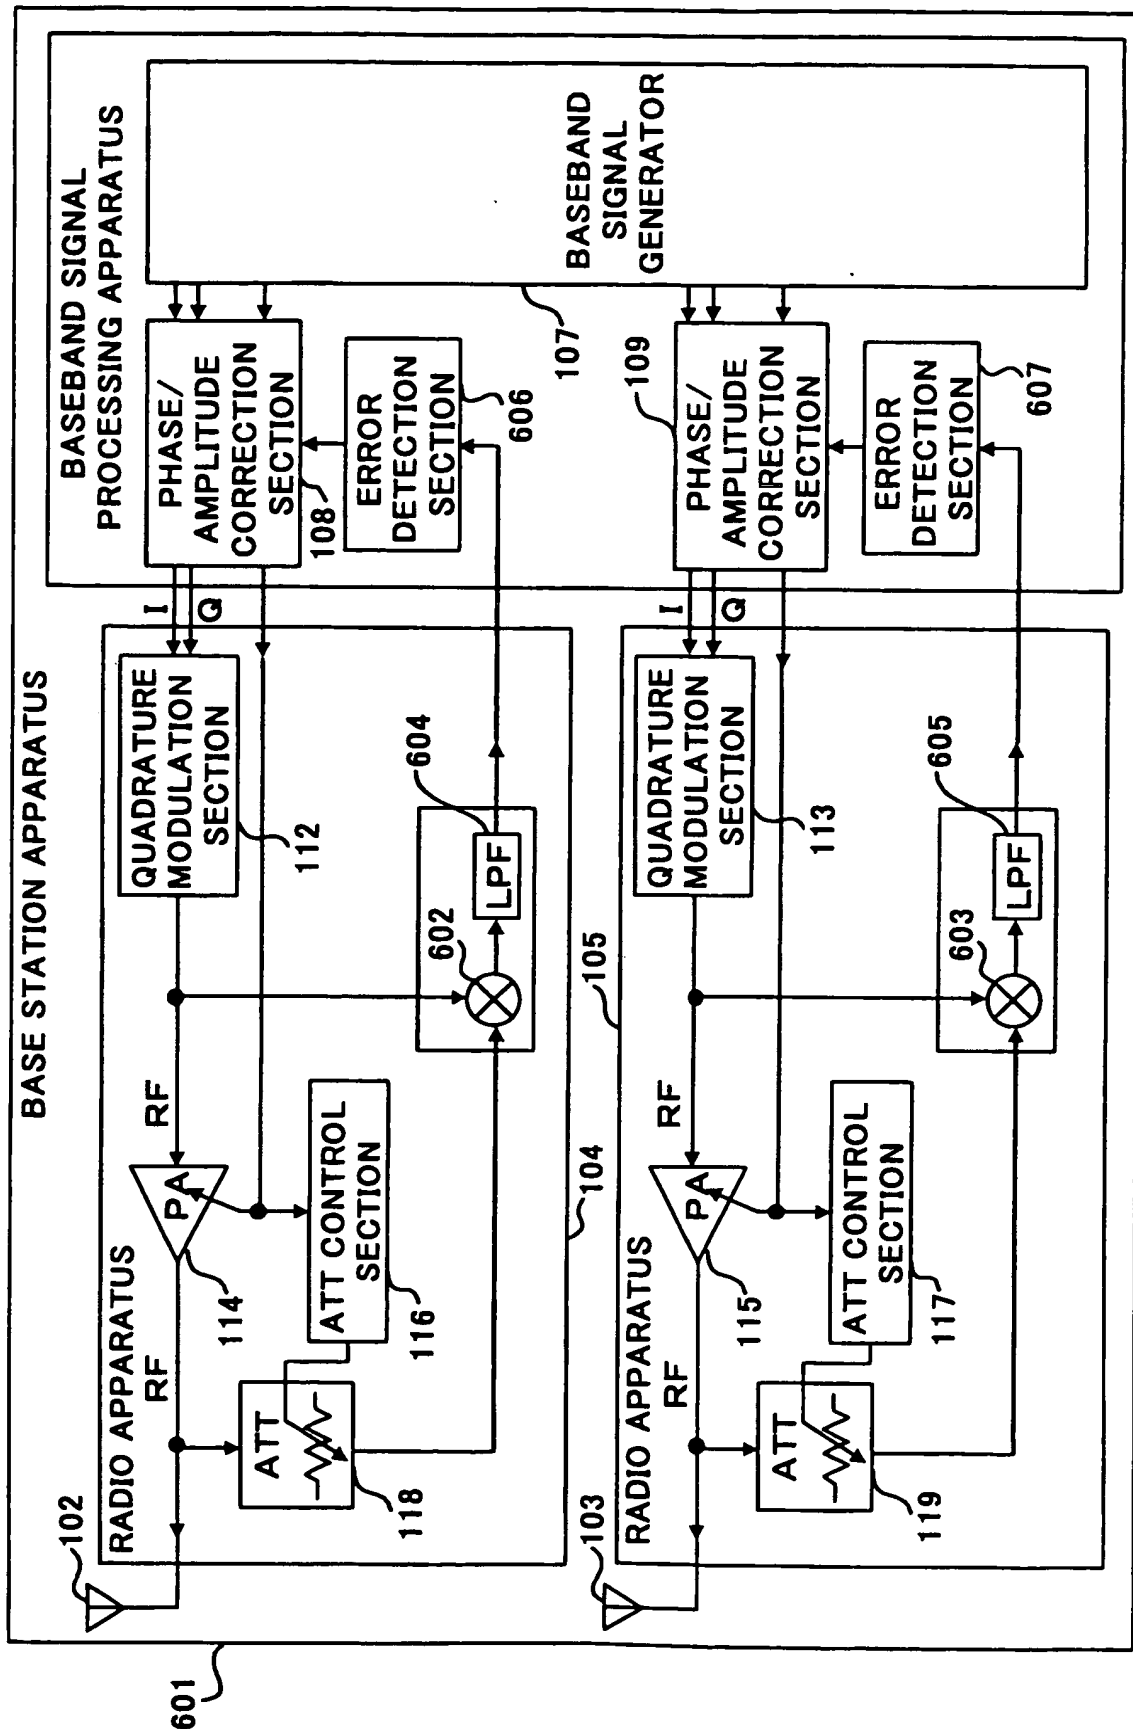 BASE STATION APPARATUS
601
102
RADIO APPARATUS
RF
PA
RF
114
ATT
118
ATT CONTROL
SECTION
116
104
QUADRATURE
MODULATION
SECTION
112
I
Q
602
LPF
604
BASEBAND SIGNAL
PROCESSING APPARATUS
PHASE/
AMPLITUDE
CORRECTION
SECTION
108
ERROR
DETECTION
SECTION
606
BASEBAND
SIGNAL
GENERATOR
107
103
RADIO APPARATUS
105
RF
PA
RF
115
ATT
119
ATT CONTROL
SECTION
117
QUADRATURE
MODULATION
SECTION
113
I
Q
603
LPF
605
109
PHASE/
AMPLITUDE
CORRECTION
SECTION
ERROR
DETECTION
SECTION
607